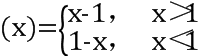 (x)={x-1，  x≥1
1-x，  x<1